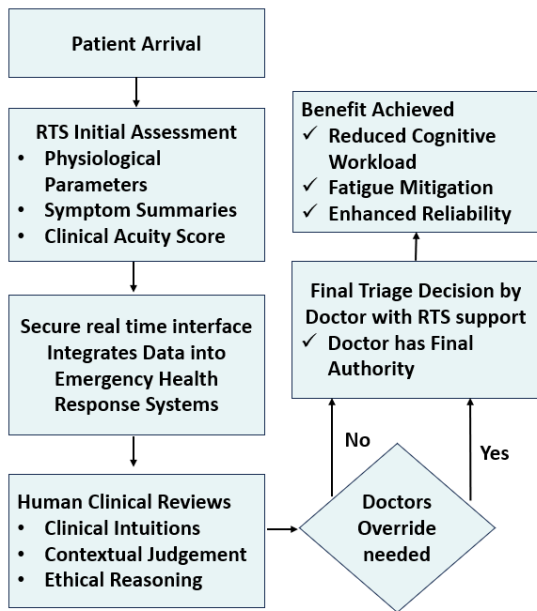 Patient Arrival
RTS Initial Assessment
• Physiological
Parameters
• Symptom Summaries
• Clinical Acuity Score
Secure real time interface
Integrates Data into
Emergency Health
Response Systems
Human Clinical Reviews
• Clinical Intuitions
• Contextual Judgement
• Ethical Reasoning
Doctors
Override
needed
No
Yes
Final Triage Decision by
Doctor with RTS support
✓ Doctor has Final
Authority
Benefit Achieved
✓ Reduced Cognitive
Workload
✓ Fatigue Mitigation
✓ Enhanced Reliability